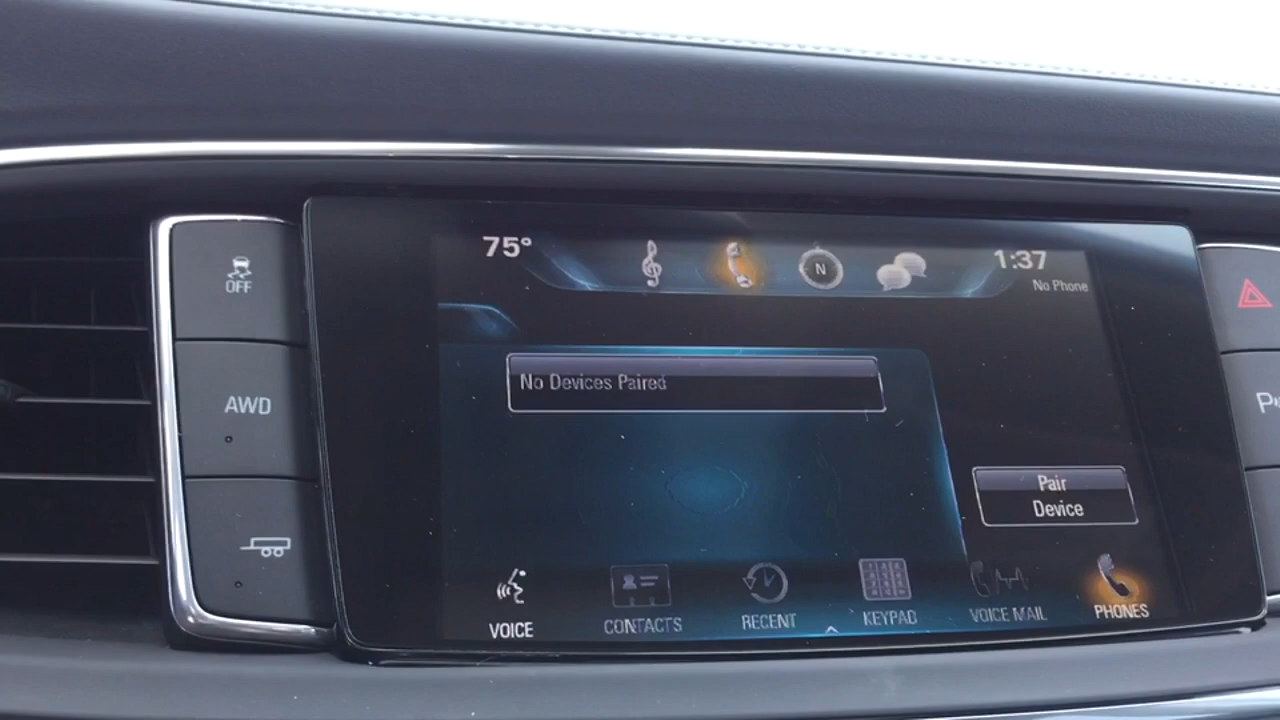 75°
N
1:37
No Phone
OFF
No Devices Paired
AWD
Pair
Device
VOICE
CONTACTS
RECENT
KEYPAD
VOICE MAIL
PHONES